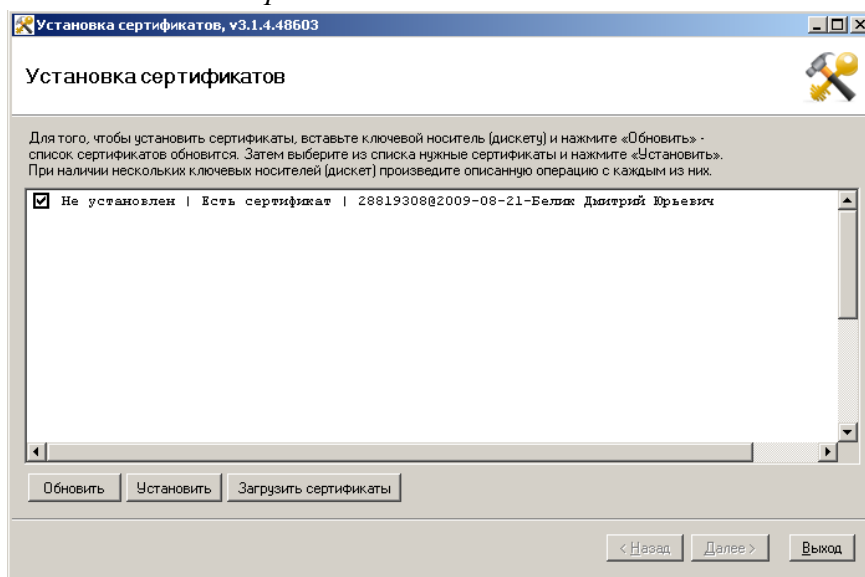 Установка сертификатов, v3.1.4.48603
Установка сертификатов
Для того, чтобы установить сертификаты, вставьте ключевой носитель (дискету) и нажмите «Обновить» -
список сертификатов обновится. Затем выберите из списка нужные сертификаты и нажмите «Установить».
При наличии нескольких ключевых носителей (дискет) произведите описанную операцию с каждым из них.
Не установлен | Есть сертификат | 28819308@2009-08-21-Белик Дмитрий Юрьевич
Обновить Установить Загрузить сертификаты
< Назад Далее > Выход